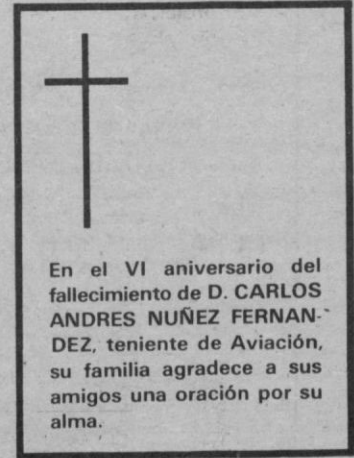 En el VI aniversario del
fallecimiento de D. CARLOS
ANDRES NUÑEZ FERNAN-
DEZ, teniente de Aviación,
su familia agradece a sus
amigos una oración por su
alma.